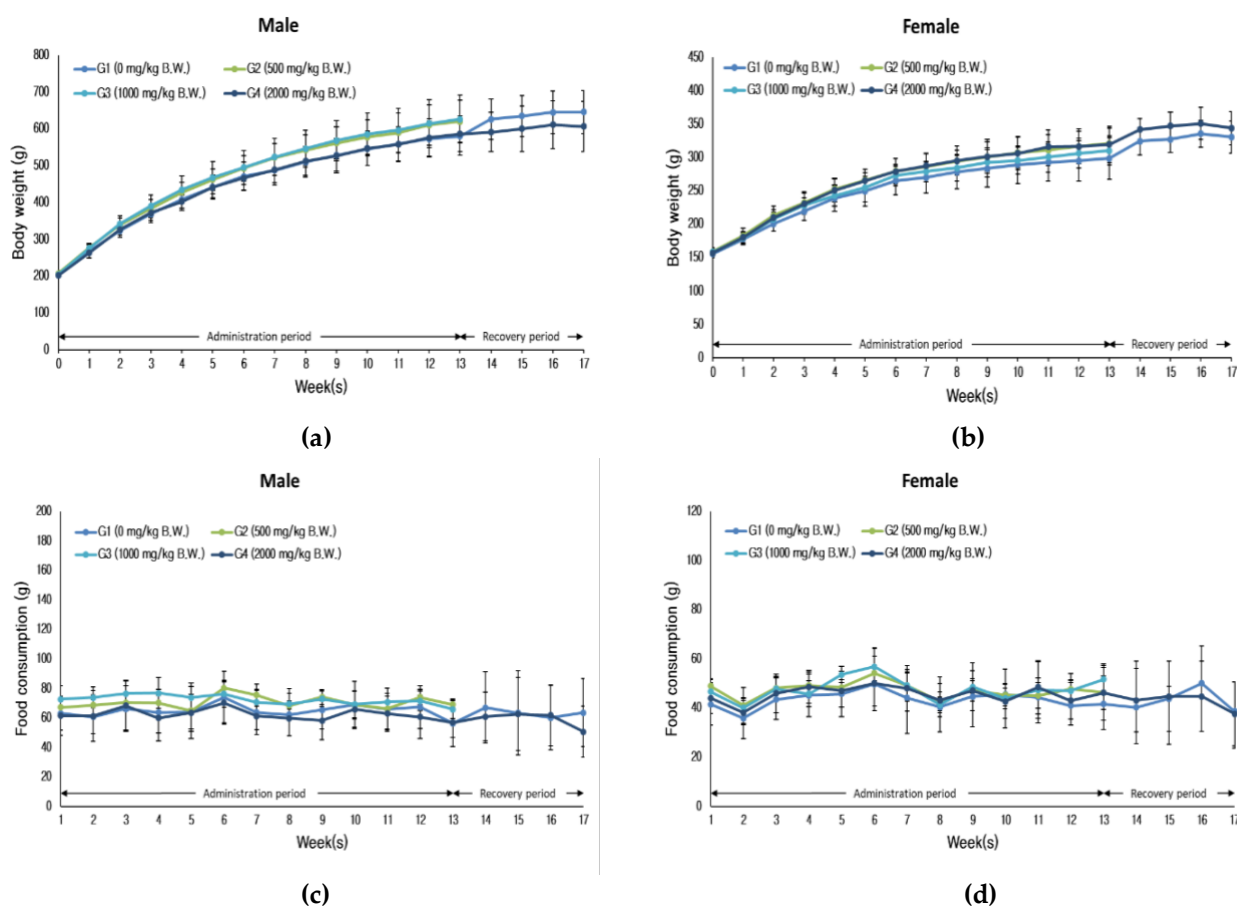 Male
G1 (0 mg/kg B.W.) G2 (500 mg/kg B.W.)
G3 (1000 mg/kg B.W.) G4 (2000 mg/kg B.W.)
Body weight (g)
800
700
600
500
400
300
200
100
0
Administration period Recovery period
0 1 2 3 4 5 6 7 8 9 10 11 12 13 14 15 16 17
Week(s)
(a)
Female
G1 (0 mg/kg B.W.) G2 (500 mg/kg B.W.)
G3 (1000 mg/kg B.W.) G4 (2000 mg/kg B.W.)
Body weight (g)
450
400
350
300
250
200
150
100
50
0
Administration period Recovery period
0 1 2 3 4 5 6 7 8 9 10 11 12 13 14 15 16 17
Week(s)
(b)
Male
G1 (0 mg/kg B.W.) G2 (500 mg/kg B.W.)
G3 (1000 mg/kg B.W.) G4 (2000 mg/kg B.W.)
Food consumption (g)
200
180
160
140
120
100
80
60
40
20
0
Administration period Recovery period
1 2 3 4 5 6 7 8 9 10 11 12 13 14 15 16 17
Week(s)
(c)
Female
G1 (0 mg/kg B.W.) G2 (500 mg/kg B.W.)
G3 (1000 mg/kg B.W.) G4 (2000 mg/kg B.W.)
Food consumption (g)
120
100
80
60
40
20
0
Administration period Recovery period
1 2 3 4 5 6 7 8 9 10 11 12 13 14 15 16 17
Week(s)
(d)